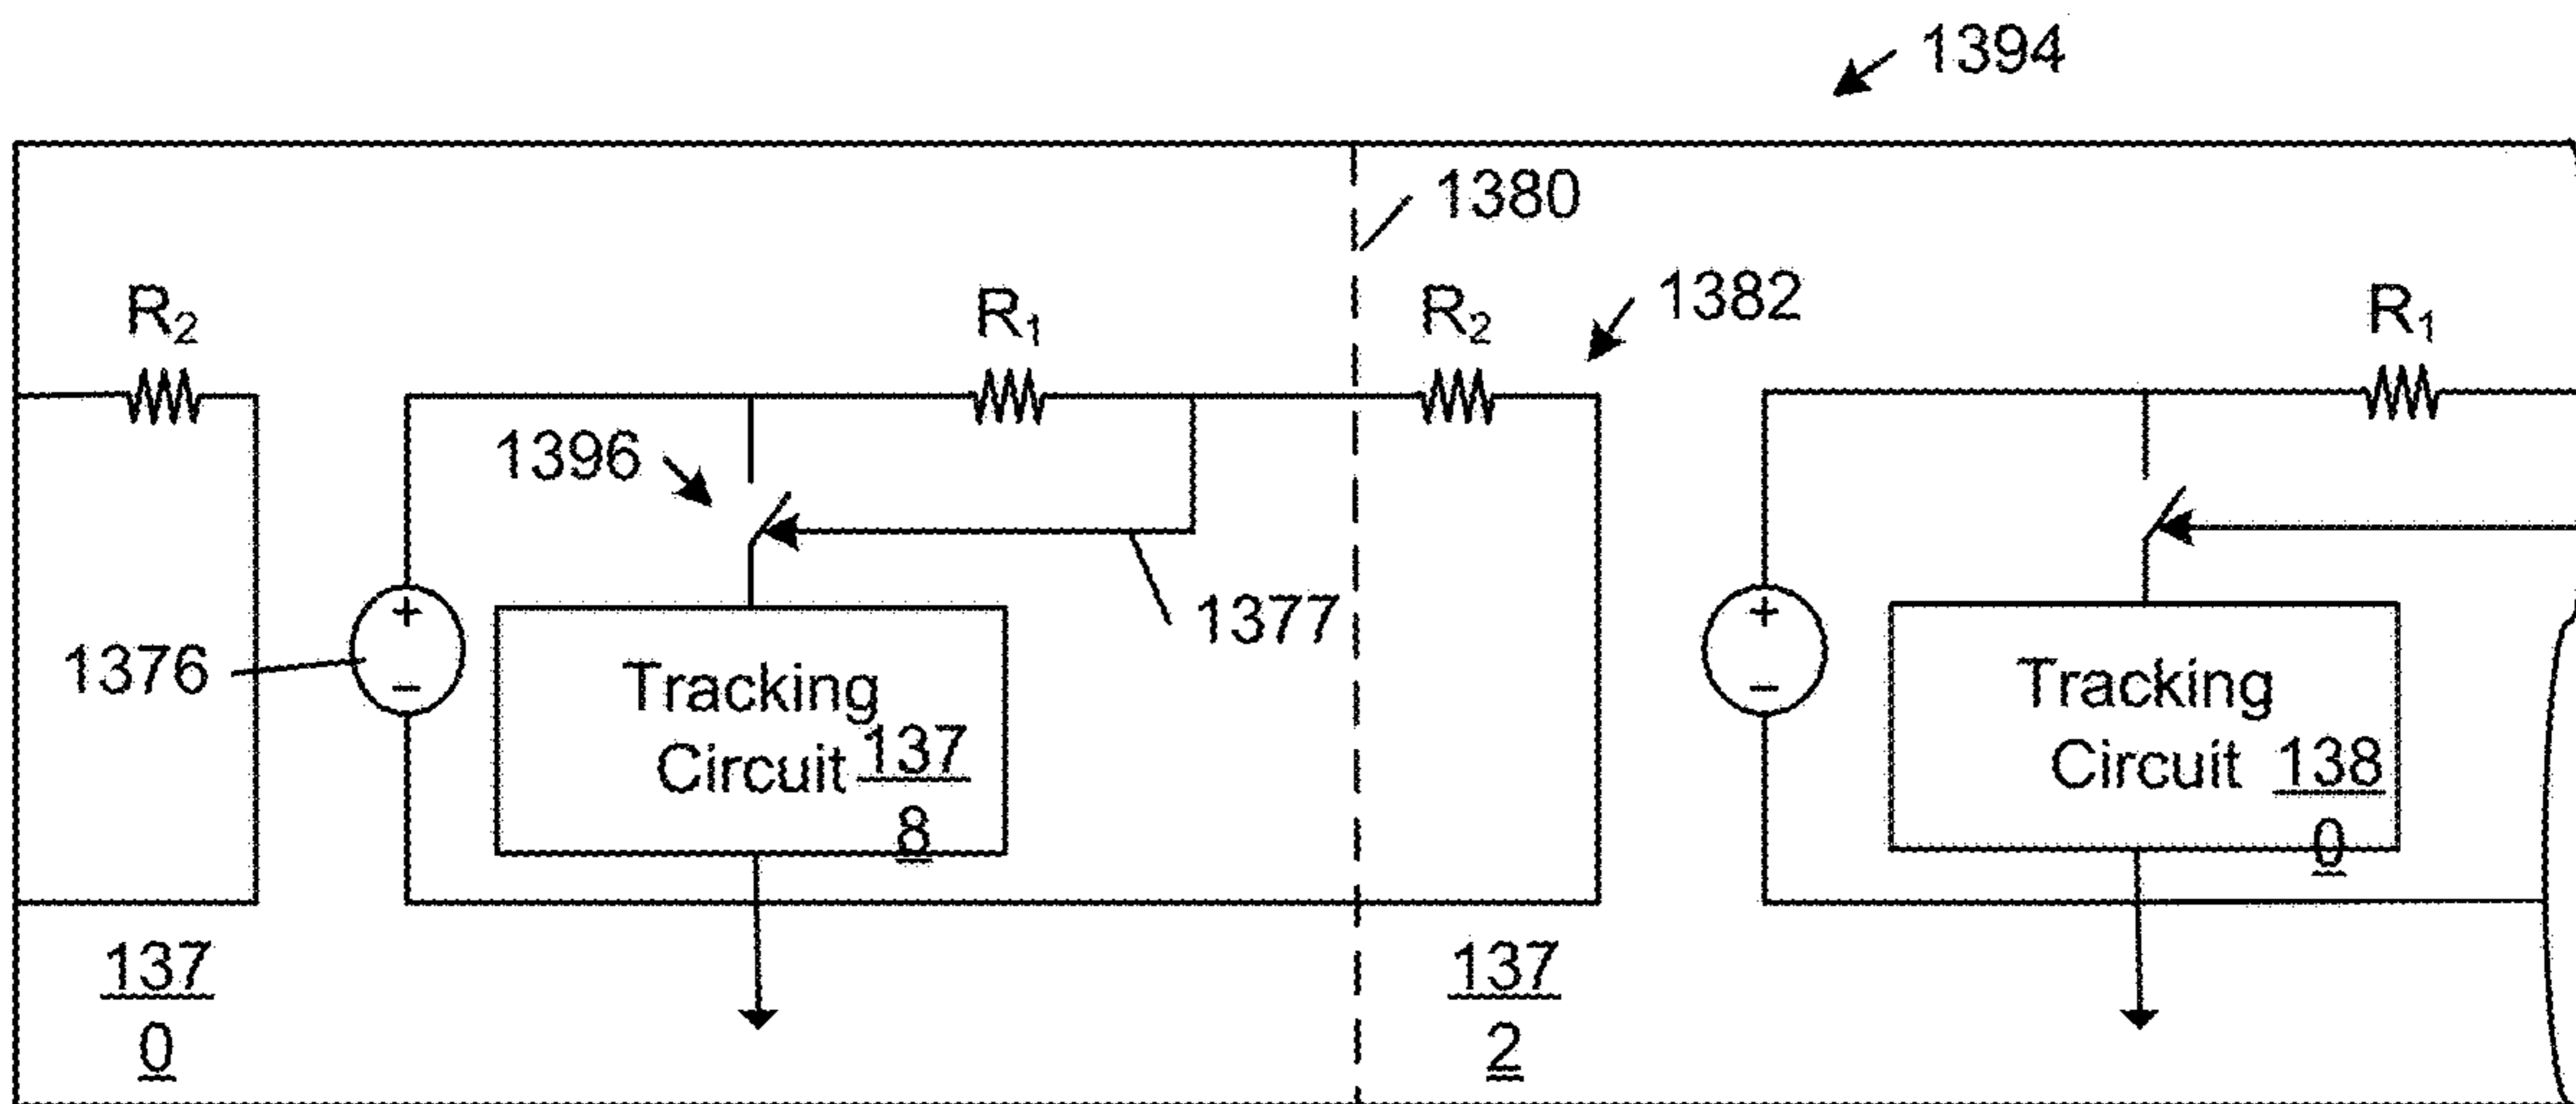 1394
1380
1382
R₂
R₁
R₂
R₁
1396
+
−
1376
1377
Tracking
Circuit 137
8
+
−
Tracking
Circuit 138
0
137
0
137
2